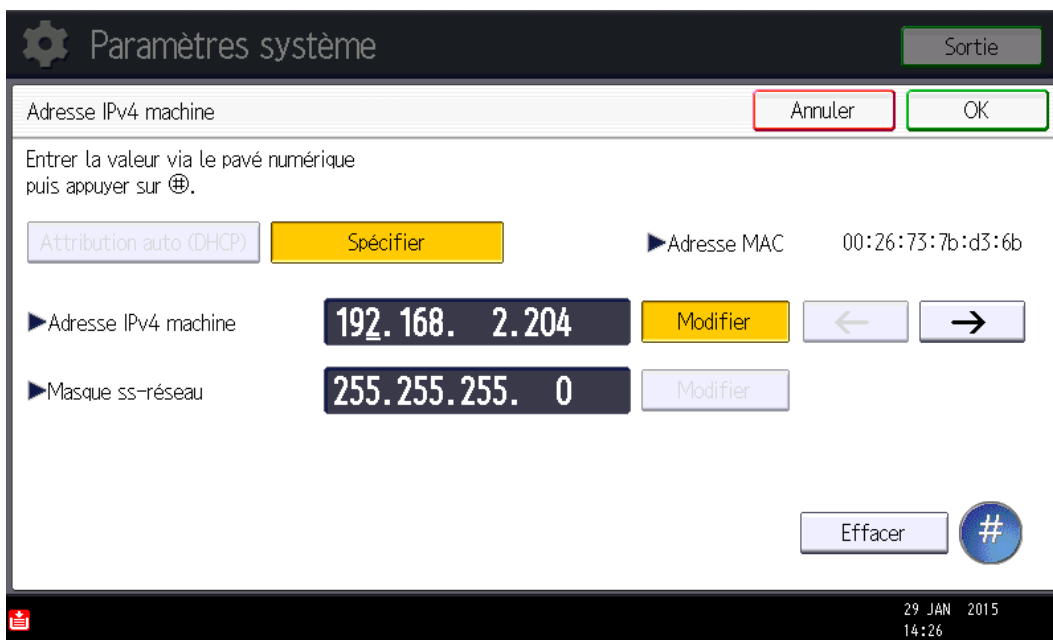 Paramètres système
Sortie
Adresse IPv4 machine
Annuler
OK
Entrer la valeur via le pavé numérique
puis appuyer sur #.
Attribution auto (DHCP)
Spécifier
▶Adresse MAC 00:26:73:7b:d3:6b
▶Adresse IPv4 machine
192.168. 2.204
Modifier
← →
▶Masque ss-réseau
255.255.255. 0
Modifier
Effacer
#
29 JAN 2015
14:26